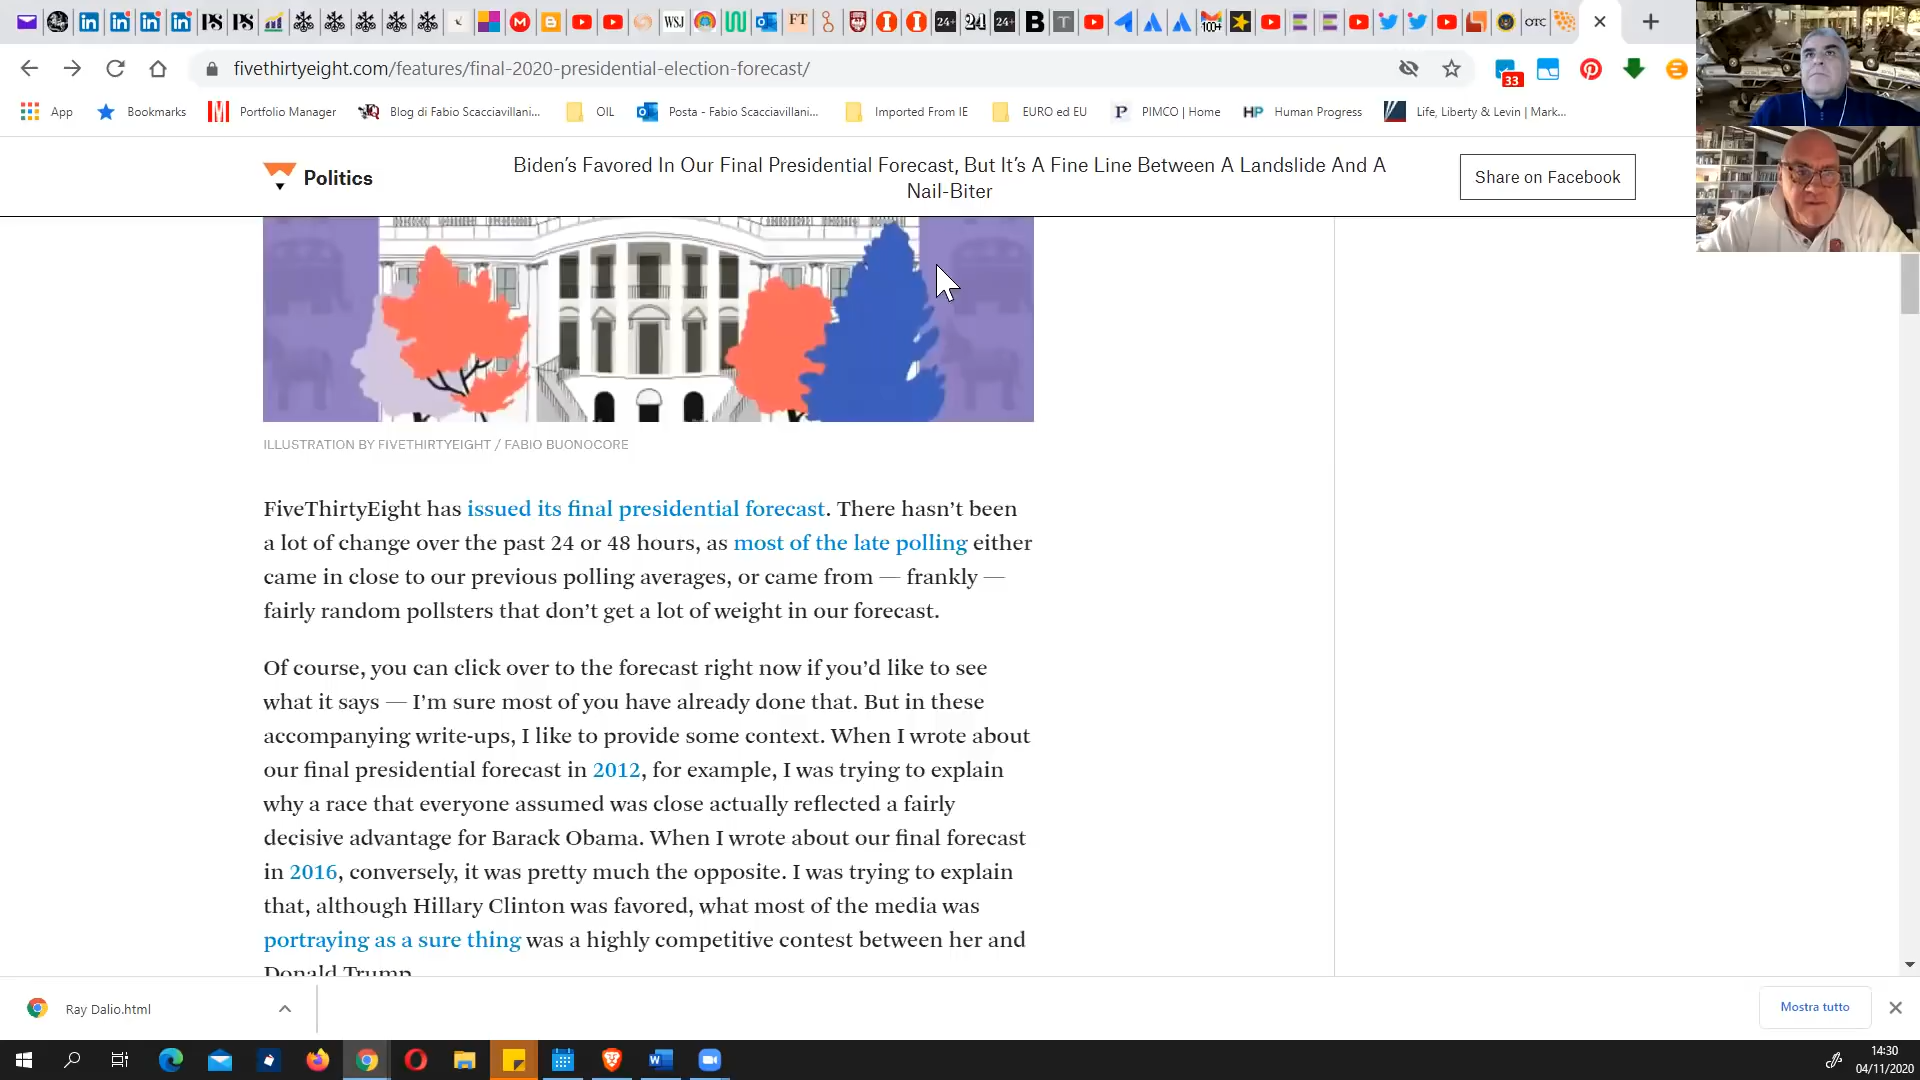 WSJ
FT
24+
24
24+
B
T
100+
OTC
fivethirtyeight.com/features/final-2020-presidential-election-forecast/
33
App
Bookmarks
Portfolio Manager
Blog di Fabio Scacciavillani...
OIL
Posta - Fabio Scacciavillani...
Imported From IE
EURO ed EU
P
PIMCO | Home
HP
Human Progress
Life, Liberty & Levin | Mark...
Politics
Biden's Favored In Our Final Presidential Forecast, But It's A Fine Line Between A Landslide And A
Nail-Biter
Share on Facebook
ILLUSTRATION BY FIVETHIRTYEIGHT / FABIO BUONOCORE
FiveThirtyEight has issued its final presidential forecast. There hasn't been
a lot of change over the past 24 or 48 hours, as most of the late polling either
came in close to our previous polling averages, or came from — frankly —
fairly random pollsters that don't get a lot of weight in our forecast.
Of course, you can click over to the forecast right now if you'd like to see
what it says — I'm sure most of you have already done that. But in these
accompanying write-ups, I like to provide some context. When I wrote about
our final presidential forecast in 2012, for example, I was trying to explain
why a race that everyone assumed was close actually reflected a fairly
decisive advantage for Barack Obama. When I wrote about our final forecast
in 2016, conversely, it was pretty much the opposite. I was trying to explain
that, although Hillary Clinton was favored, what most of the media was
portraying as a sure thing was a highly competitive contest between her and
Donald Trump
Ray Dalio.html
Mostra tutto
14:30
04/11/2020